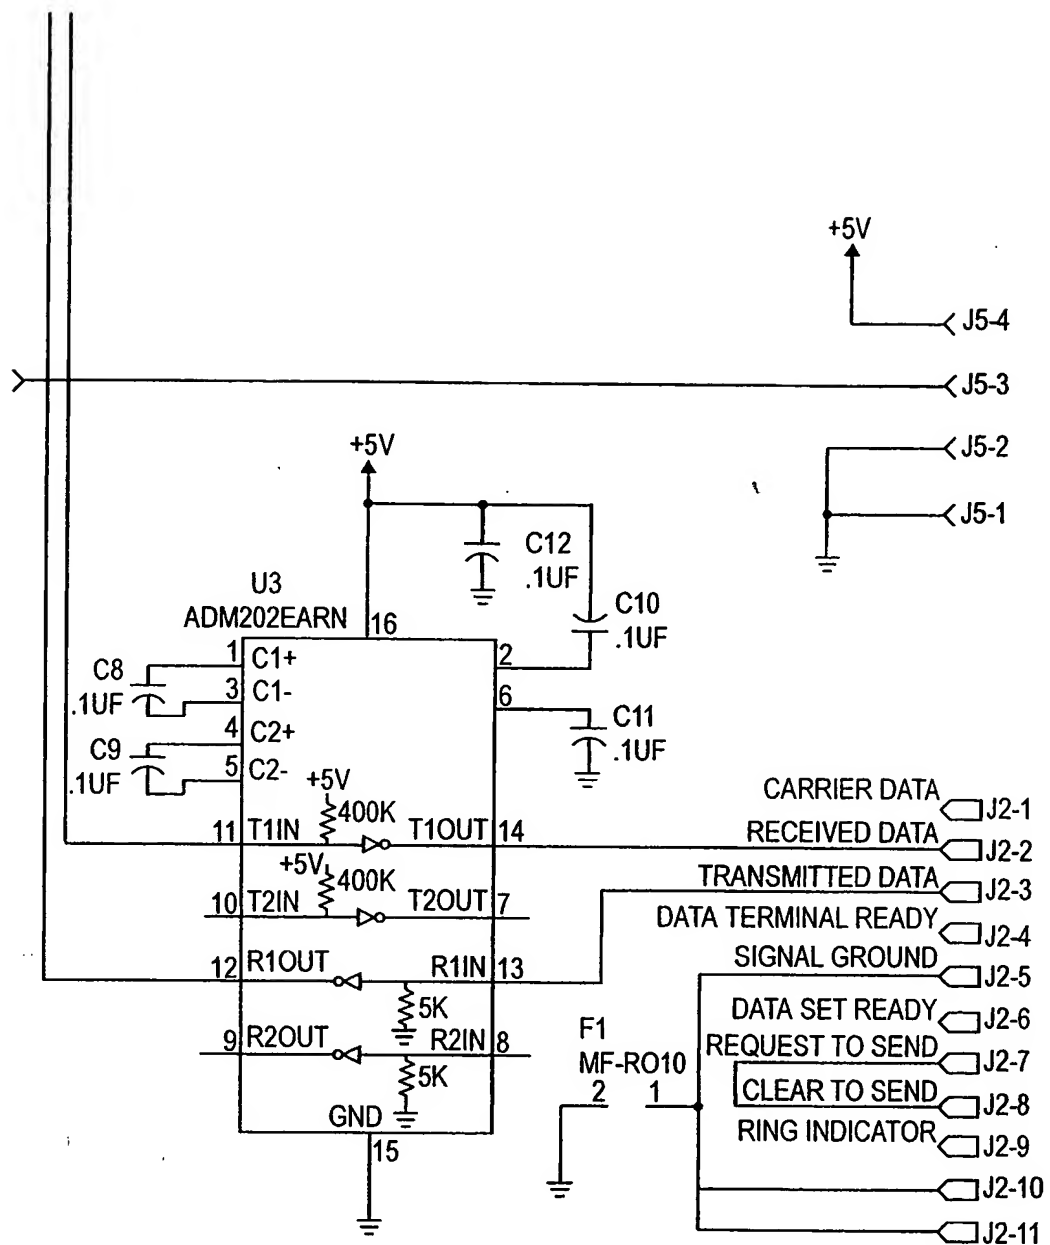 +5V
J5-4
J5-3
J5-2
J5-1
+5V
C12
.1UF
C10
.1UF
U3
ADM202EARN
16
1 C1+
3 C1-
C8
.1UF
4 C2+
5 C2-
C9
.1UF
2
6
C11
.1UF
+5V
400K
11 T1IN T1OUT 14
+5V
400K
10 T2IN T2OUT 7
12 R1OUT R1IN 13
5K
9 R2OUT R2IN 8
5K
GND
15
CARRIER DATA J2-1
RECEIVED DATA J2-2
TRANSMITTED DATA J2-3
DATA TERMINAL READY J2-4
SIGNAL GROUND J2-5
DATA SET READY J2-6
REQUEST TO SEND J2-7
CLEAR TO SEND J2-8
RING INDICATOR J2-9
J2-10
J2-11
F1
MF-RO10
2 1